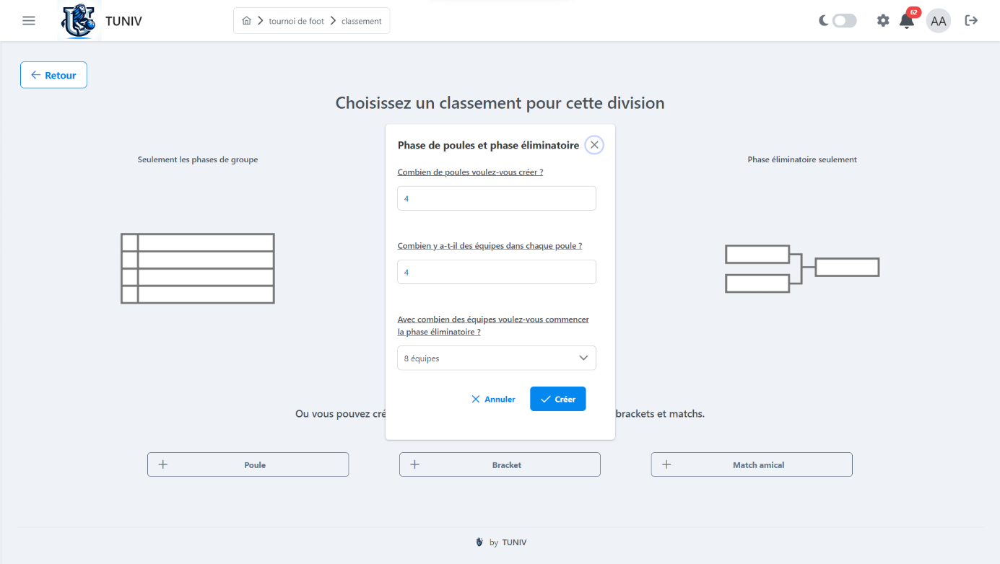 TUNIV
tournoi de foot
classement
62
AA
Retour
Choisissez un classement pour cette division
Seulement les phases de groupe
Phase de poules et phase éliminatoire
Combien de poules voulez-vous créer ?
4
Combien y a-t-il des équipes dans chaque poule ?
4
Avec combien des équipes voulez-vous commencer
la phase éliminatoire ?
8 équipes
Annuler
Créer
Phase éliminatoire seulement
Ou vous pouvez cré
brackets et matchs.
Poule
Bracket
Match amical
by TUNIV